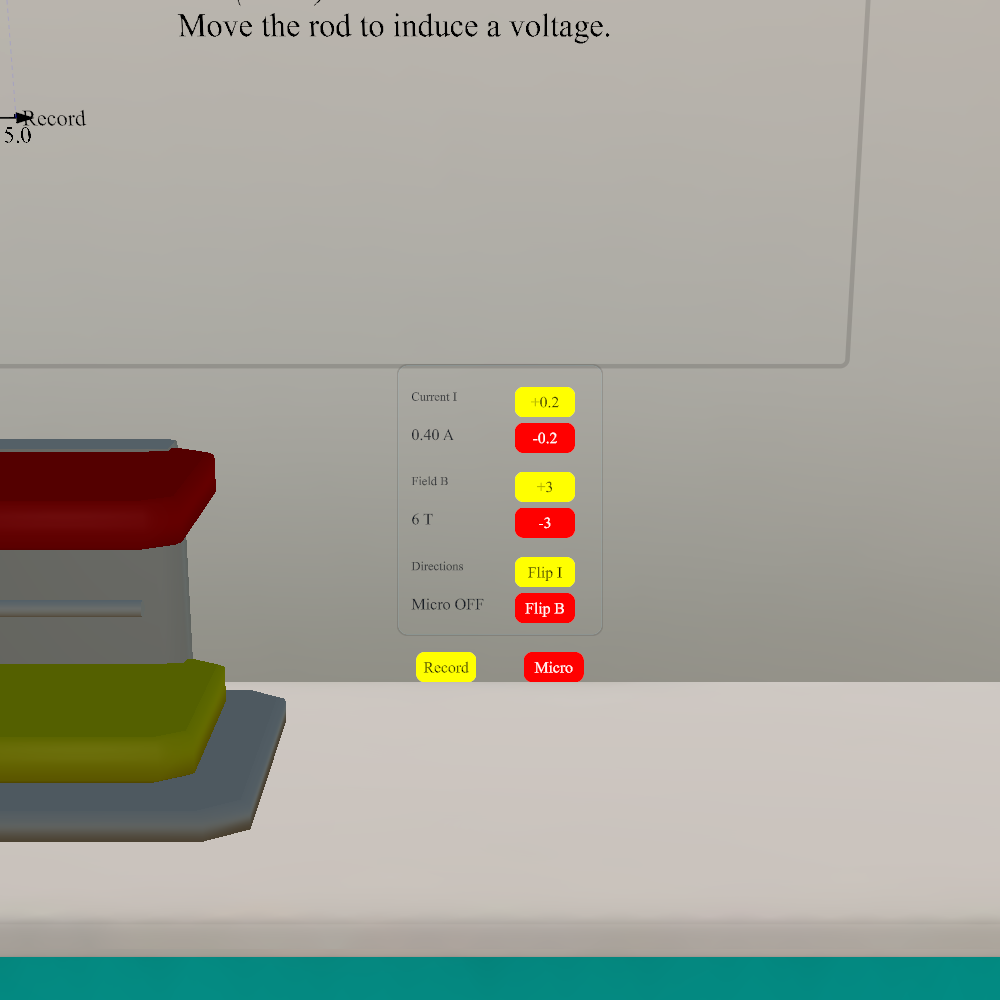 Move the rod to induce a voltage.
Record
5.0
Current I
+0.2
0.40 A
-0.2
Field B
+3
6 T
-3
Directions
Flip I
Micro OFF
Flip B
Record
Micro